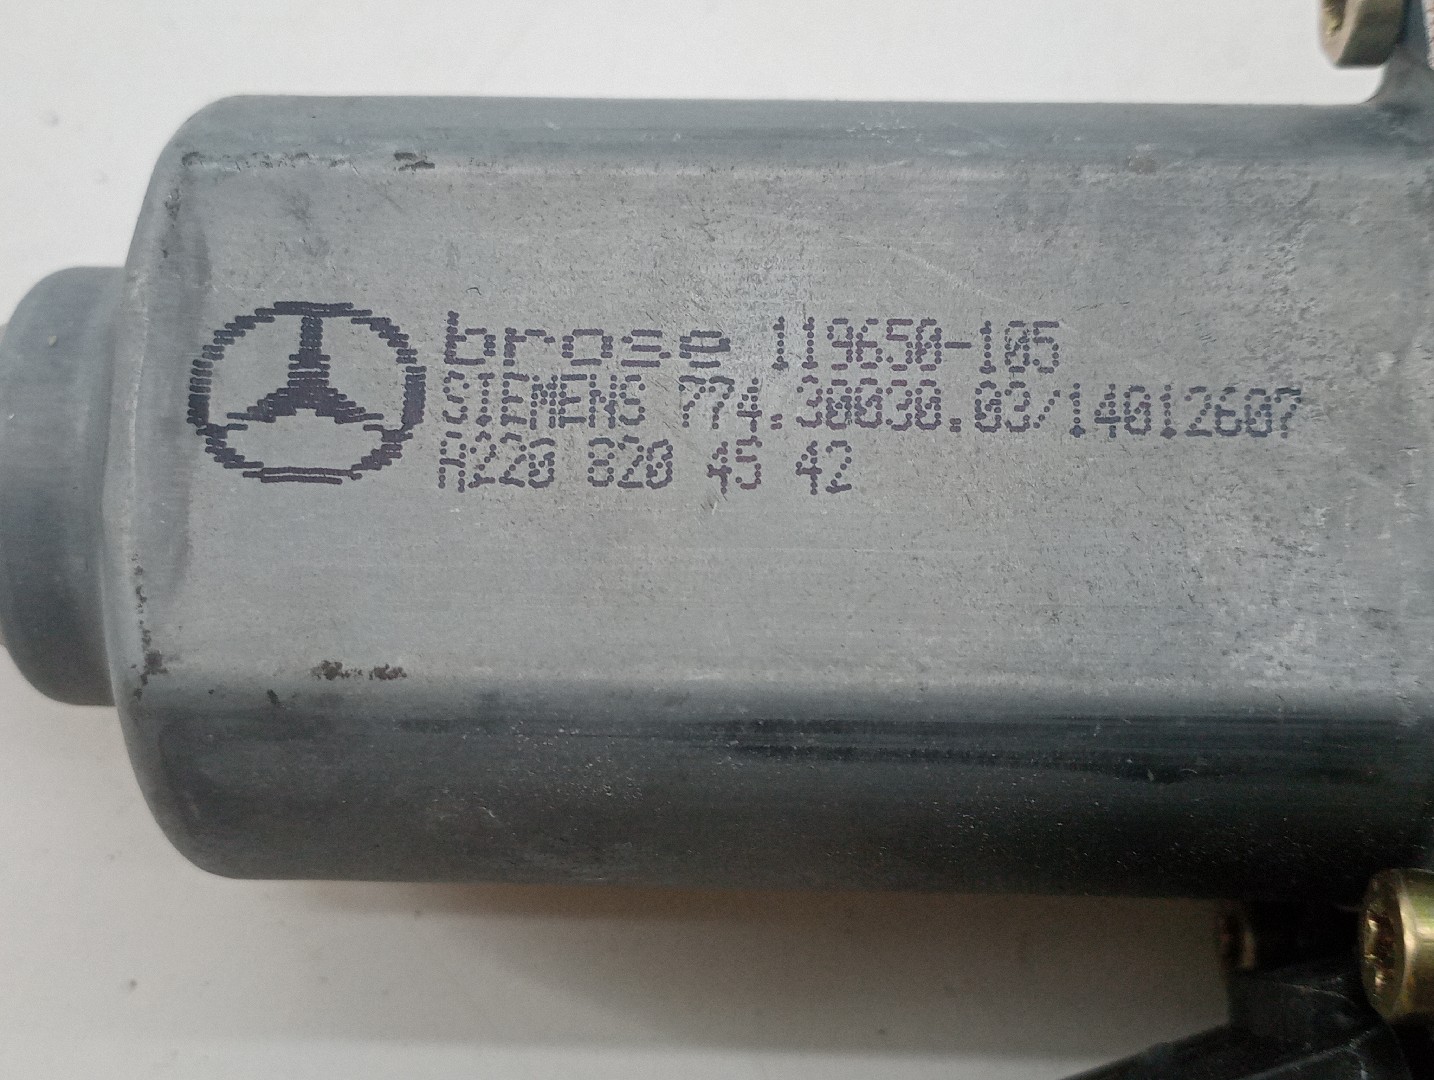 brose 119650-105
SIEMENS 774.30030.03/14012607
A220 820 45 42